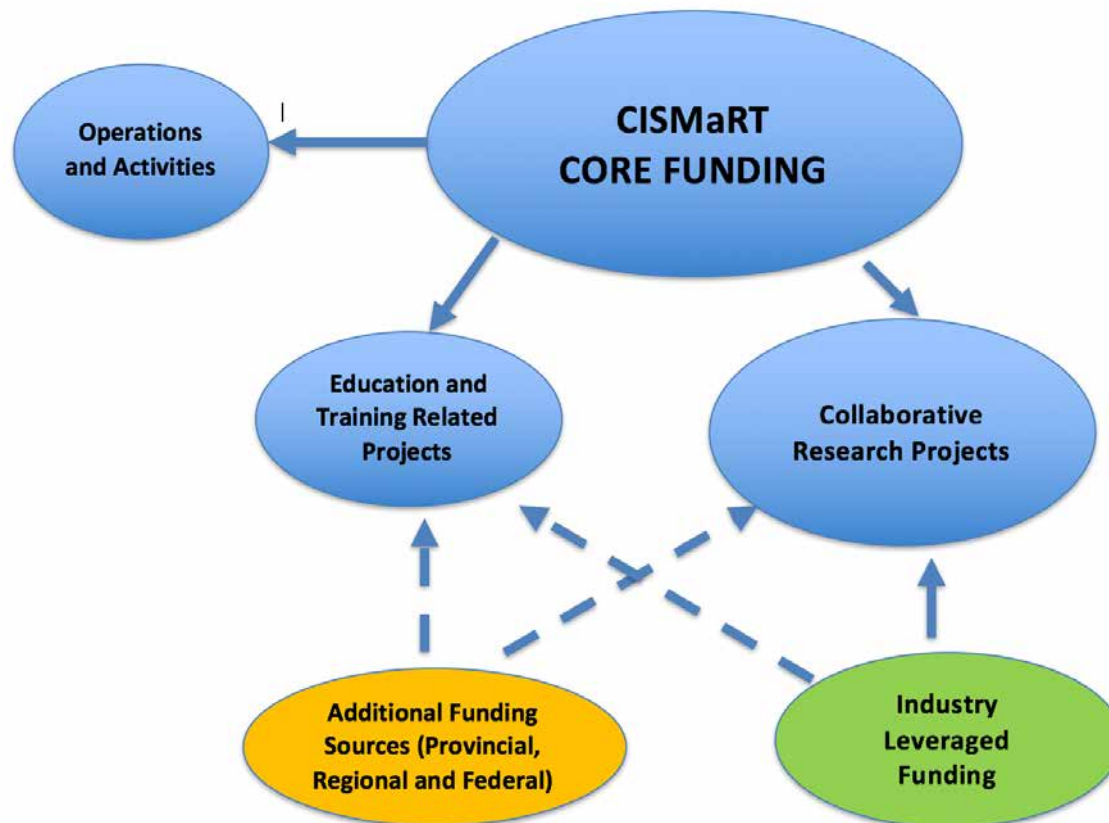 CISMaRT
CORE FUNDING
Operations
and Activities
Education and
Training Related
Projects
Collaborative
Research Projects
Additional Funding
Sources (Provincial,
Regional and Federal)
Industry
Leveraged
Funding